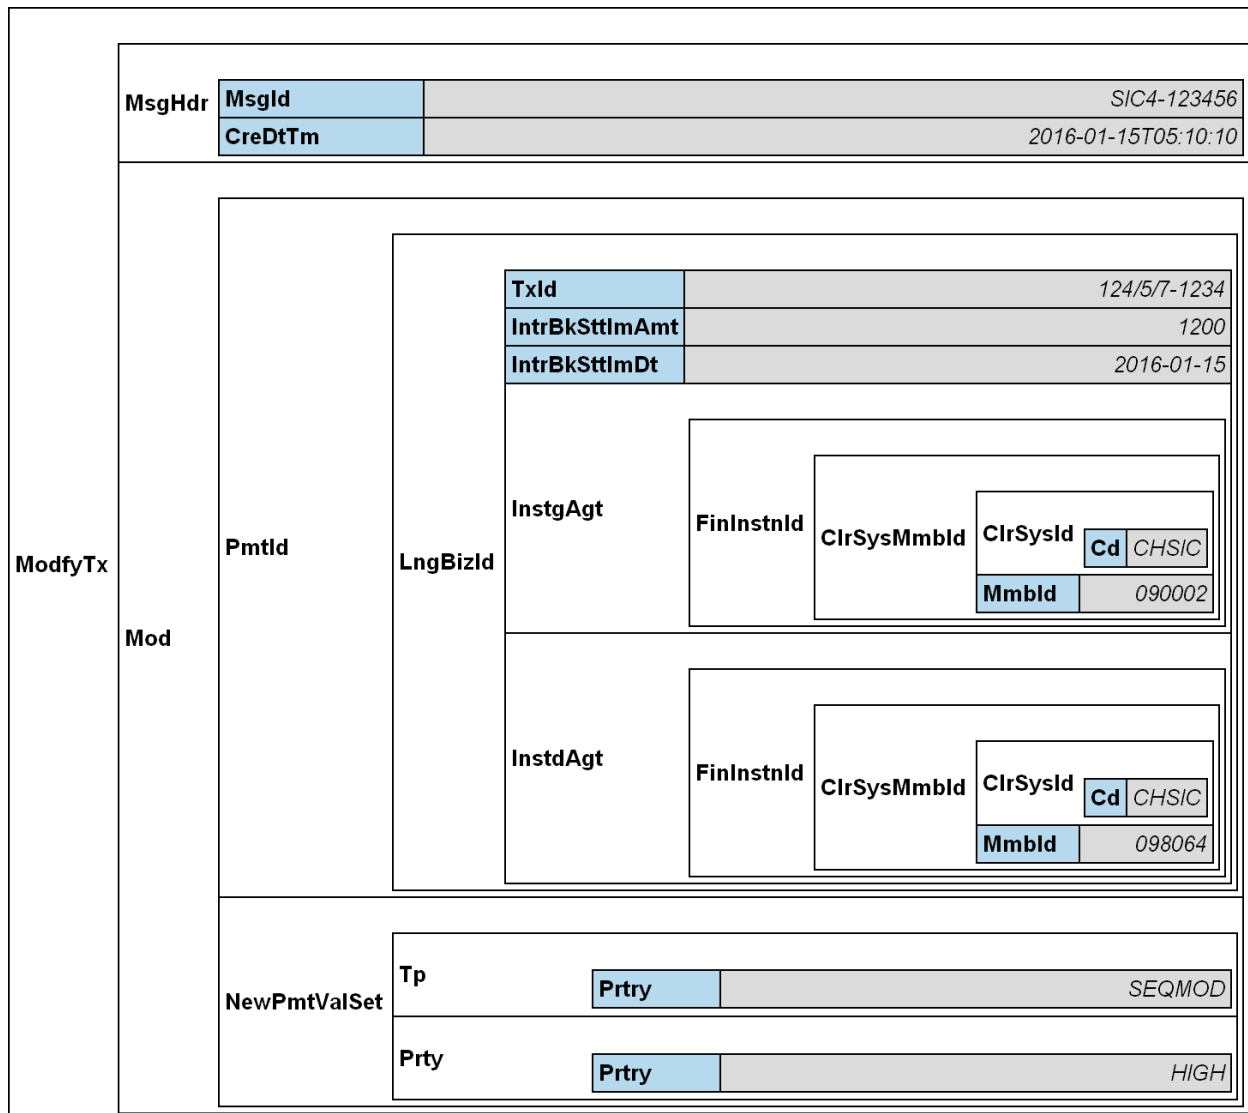 MsgHdr
MsgId SIC4-123456
CreDtTm 2016-01-15T05:10:10
ModfyTx
Mod
PmtId
LngBizId
TxId 124/5/7-1234
IntrBkSttlmAmt 1200
IntrBkSttlmDt 2016-01-15
InstgAgt
FinInstnId
ClrSysMmbId
ClrSysId
Cd CHSIC
MmbId 090002
InstdAgt
FinInstnId
ClrSysMmbId
ClrSysId
Cd CHSIC
MmbId 098064
NewPmtValSet
Tp
Prtry SEQMOD
Prty
Prtry HIGH